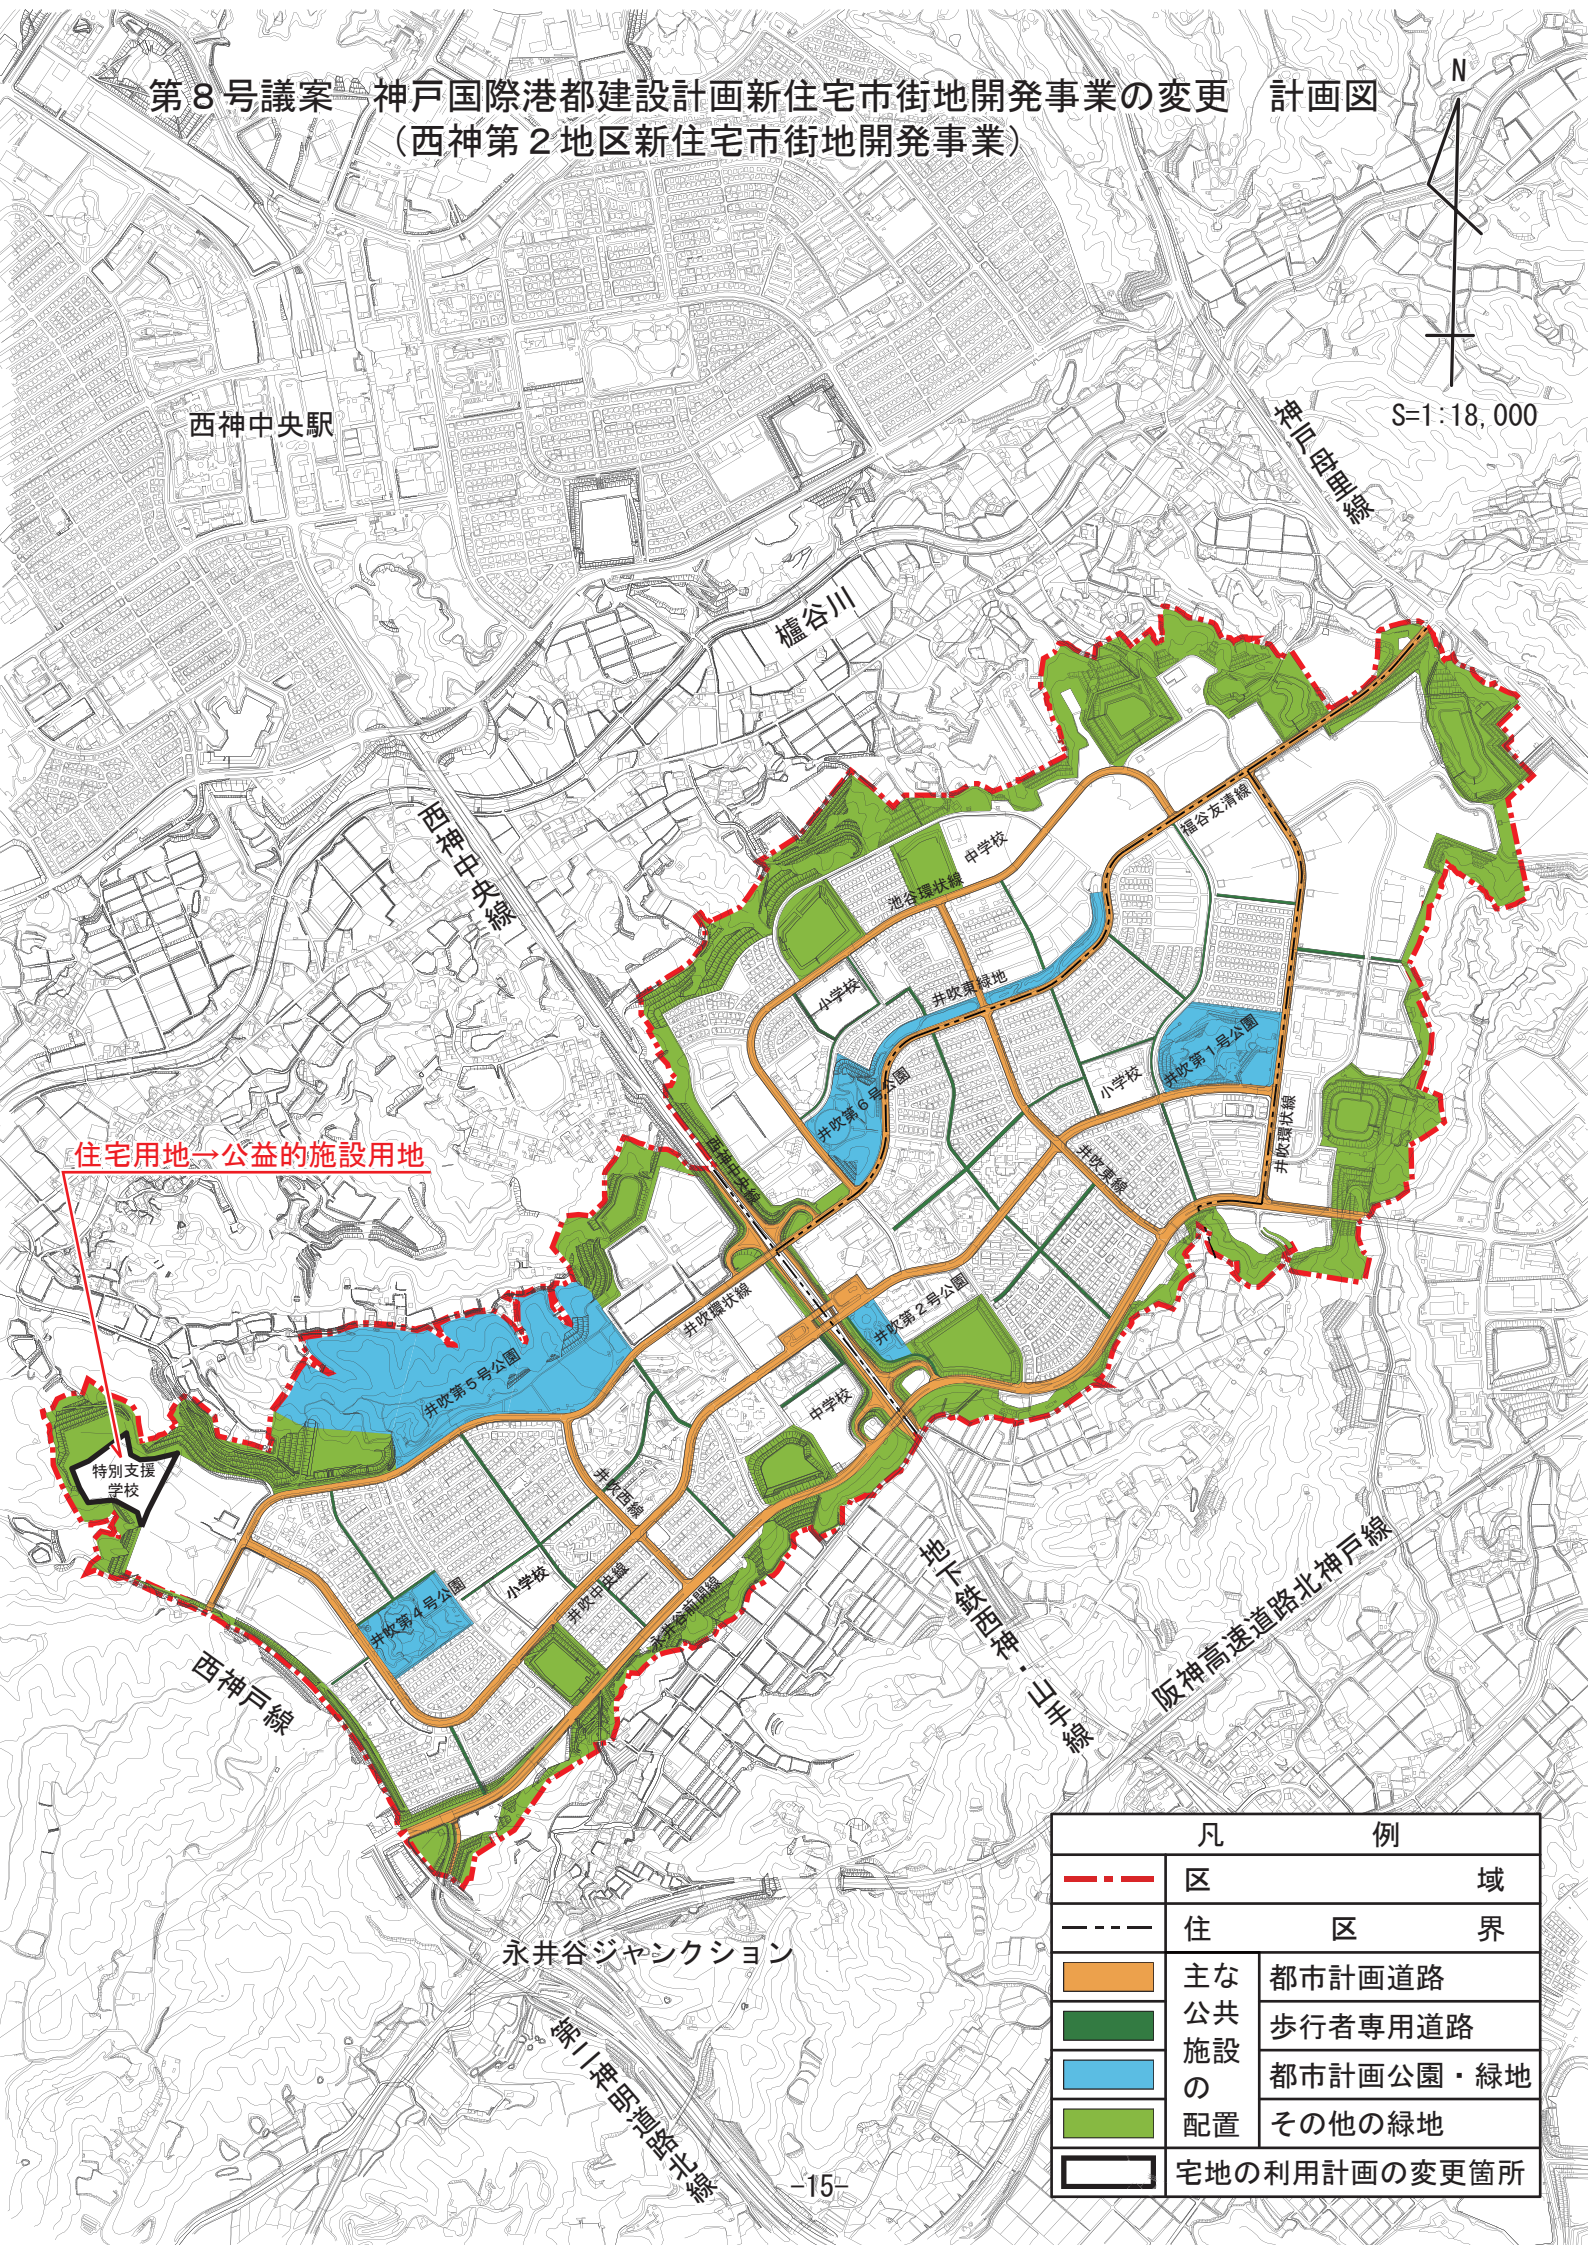 第8号議案　神戸国際港都建設計画新住宅市街地開発事業の変更　計画図
（西神第2地区新住宅市街地開発事業）
N
S=1:18,000
西神中央駅
神戸母里線
櫨谷川
西神中央線
福谷友清線
中学校
池谷環状線
井吹東緑地
小学校
井吹第1号公園
小学校
井吹第6号公園
井吹環状線
西神中央線
井吹東線
住宅用地→公益的施設用地
井吹環状線
井吹第2号公園
井吹第5号公園
中学校
特別支援
学校
井吹西線
小学校
井吹中央線
井吹第4号公園
永井谷前開線
地下鉄西神・山手線
阪神高速道路北神戸線
西神戸線
永井谷ジャンクション
第二神明道路北線
凡例
区域
住区界
主な
公共
施設
の
配置
都市計画道路
歩行者専用道路
都市計画公園・緑地
その他の緑地
宅地の利用計画の変更箇所
-15-